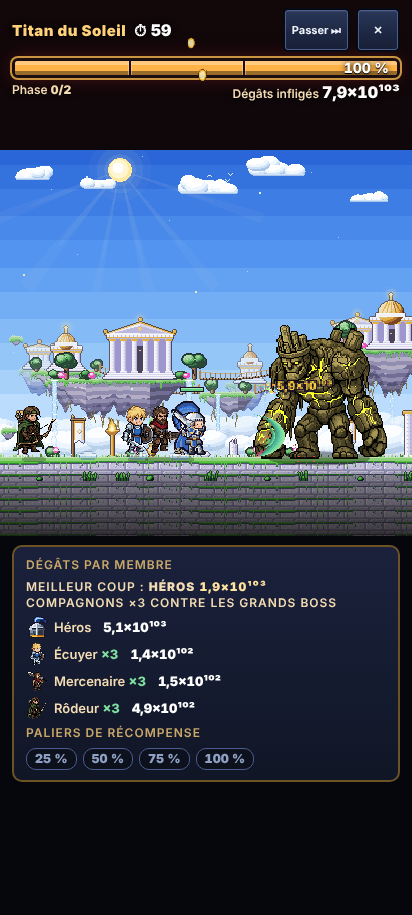 Titan du Soleil ⏱ 59
Passer ⏭
✕
100 %
Phase 0/2
Dégâts infligés 7,9×10¹⁰³
DÉGÂTS PAR MEMBRE
MEILLEUR COUP : HÉROS 1,9×10¹⁰³
COMPAGNONS ×3 CONTRE LES GRANDS BOSS
Héros 5,1×10¹⁰³
Écuyer ×3 1,4×10¹⁰²
Mercenaire ×3 1,5×10¹⁰²
Rôdeur ×3 4,9×10¹⁰²
PALIERS DE RÉCOMPENSE
25 % 50 % 75 % 100 %